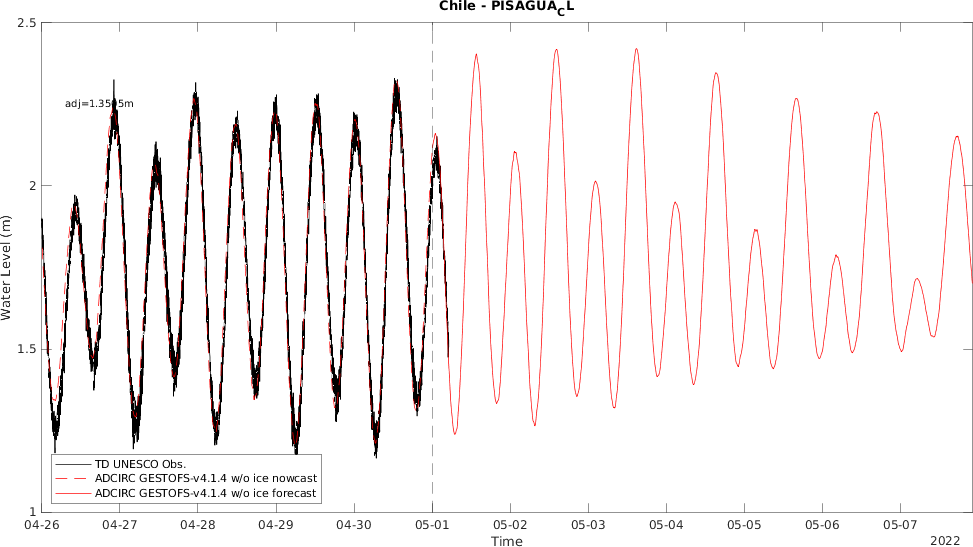 Chile - PISAGUACL
2.5
adj=1.3505m
2
Water Level (m)
1.5
TD UNESCO Obs.
ADCIRC GESTOFS-v4.1.4 w/o ice nowcast
ADCIRC GESTOFS-v4.1.4 w/o ice forecast
1
04-26 04-27 04-28 04-29 04-30 05-01 05-02 05-03 05-04 05-05 05-06 05-07
Time
2022